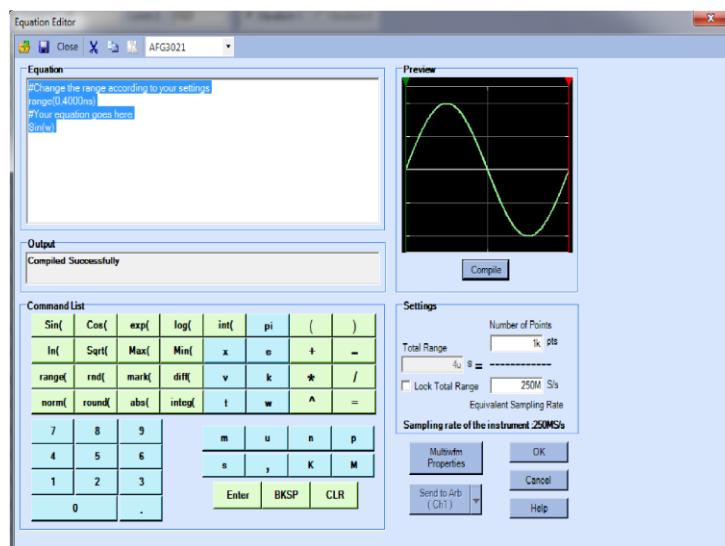 Equation Editor
Close AFG3021
Equation
#Change the range according to your settings
range(0.4000ns)
#Your equation goes here
Sin(w)
Preview
Output
Compiled Successfully
Compile
Command List
Sin( Cos( exp( log( int( pi ( )
ln( Sqrt( Max( Min( x e + -
range( rnd( mark( diff( v k * /
norm( round( abs( integ( t w ^ =
7 8 9
4 5 6
1 2 3
0 .
m u n p
s , K M
Enter BKSP CLR
Settings
Number of Points
1k pts
Total Range
4u s = ------------
Lock Total Range 250M S/s
Equivalent Sampling Rate
Sampling rate of the instrument :250MS/s
Multiwfm Properties
OK
Cancel
Send to Arb (Ch1)
Help